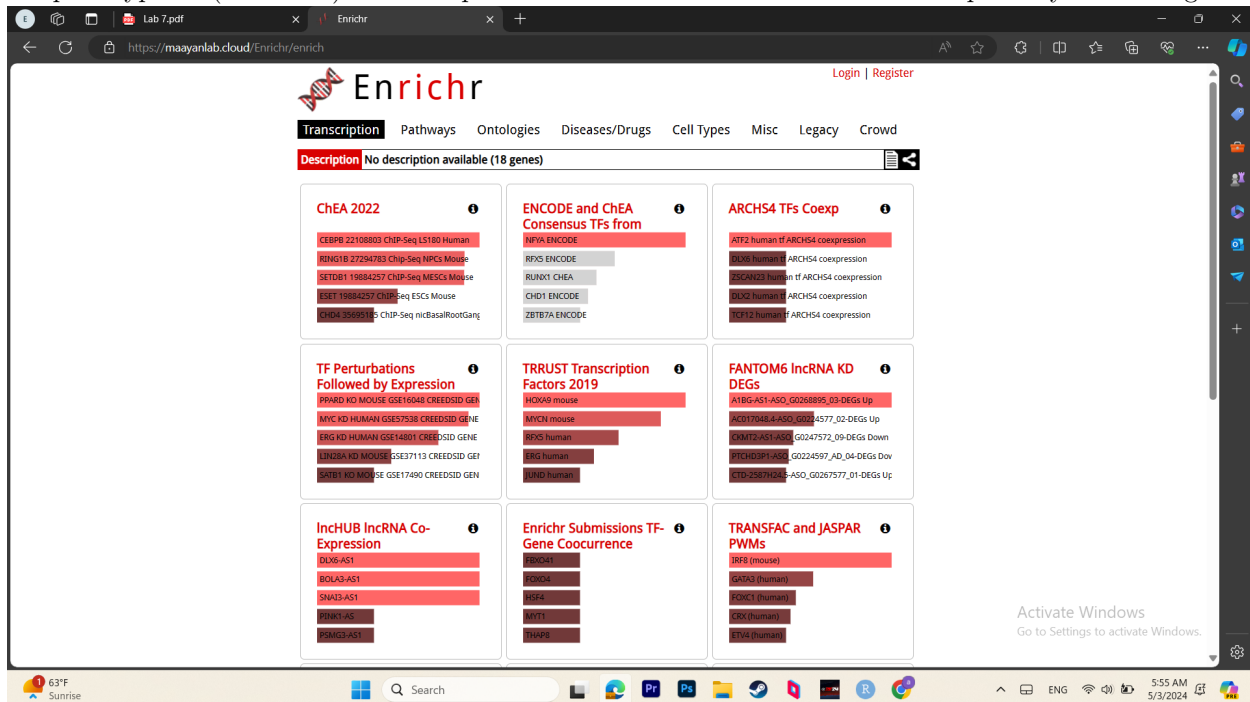 Lab 7.pdf
Enrichr
https://maayanlab.cloud/Enrichr/enrich
Enrichr
Login | Register
Transcription Pathways Ontologies Diseases/Drugs Cell Types Misc Legacy Crowd
Description No description available (18 genes)
ChEA 2022
CEBPB 22108803 ChIP-Seq LS180 Human
RING1B 27294783 Chip-Seq NPCs Mouse
SETDB1 19884257 ChIP-Seq MESCs Mouse
ESET 19884257 ChIP-Seq ESCs Mouse
CHD4 35695185 ChIP-Seq nicBasalRootGang
ENCODE and ChEA
Consensus TFs from
NFYA ENCODE
RFX5 ENCODE
RUNX1 CHEA
CHD1 ENCODE
ZBTB7A ENCODE
ARCHS4 TFs Coexp
ATF2 human tf ARCHS4 coexpression
DLX6 human tf ARCHS4 coexpression
ZSCAN23 human tf ARCHS4 coexpression
DLX2 human tf ARCHS4 coexpression
TCF12 human tf ARCHS4 coexpression
TF Perturbations
Followed by Expression
PPARD KO MOUSE GSE16048 CREEDSID GEN
MYC KD HUMAN GSE57538 CREEDSID GENE
ERG KD HUMAN GSE14801 CREEDSID GENE
LIN28A KD MOUSE GSE37113 CREEDSID GEN
SATB1 KO MOUSE GSE17490 CREEDSID GEN
TRRUST Transcription
Factors 2019
HOXA9 mouse
MYCN mouse
RFX5 human
ERG human
JUND human
FANTOM6 lncRNA KD
DEGs
A1BG-AS1-ASO_G0268895_03-DEGs Up
AC017048.4-ASO_G0224577_02-DEGs Up
CKMT2-AS1-ASO_G0247572_09-DEGs Down
PTCHD3P1-ASO_G0224597_AD_04-DEGs Dov
CTD-2587H24.5-ASO_G0267577_01-DEGs Up
lncHUB lncRNA Co-
Expression
DLX6-AS1
BOLA3-AS1
SNAI3-AS1
PINK1-AS
PSMG3-AS1
Enrichr Submissions TF-
Gene Coocurrence
FBXO41
FOXO4
HSF4
MYT1
THAP8
TRANSFAC and JASPAR
PWMs
IRF8 (mouse)
GATA3 (human)
FOXC1 (human)
CRX (human)
ETV4 (human)
Activate Windows
Go to Settings to activate Windows.
63°F
Sunrise
Search
ENG
5:55 AM
5/3/2024